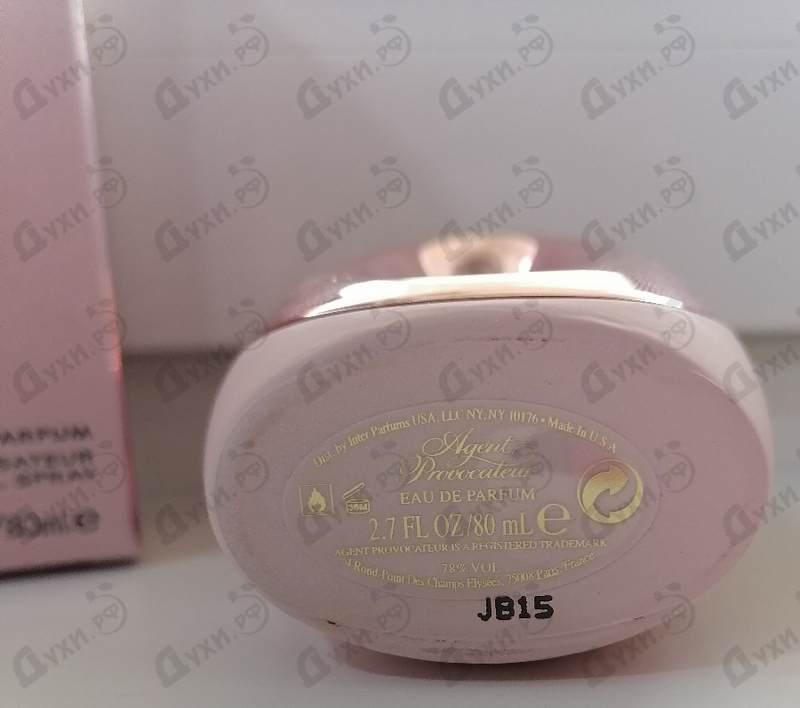 Dist. by Inter Parfums USA, LLC NY, NY 10176 • Made In U S A
Agent
Provocateur
EAU DE PARFUM
36M
2.7 FL OZ/80 mL e
AGENT PROVOCATEUR IS A REGISTERED TRADEMARK
78% VOL
4 Rond-Point Des Champs Elysées, 75008 Paris, France
JB15
PARFUM
SPRAY
80ml e
Духи.РФ